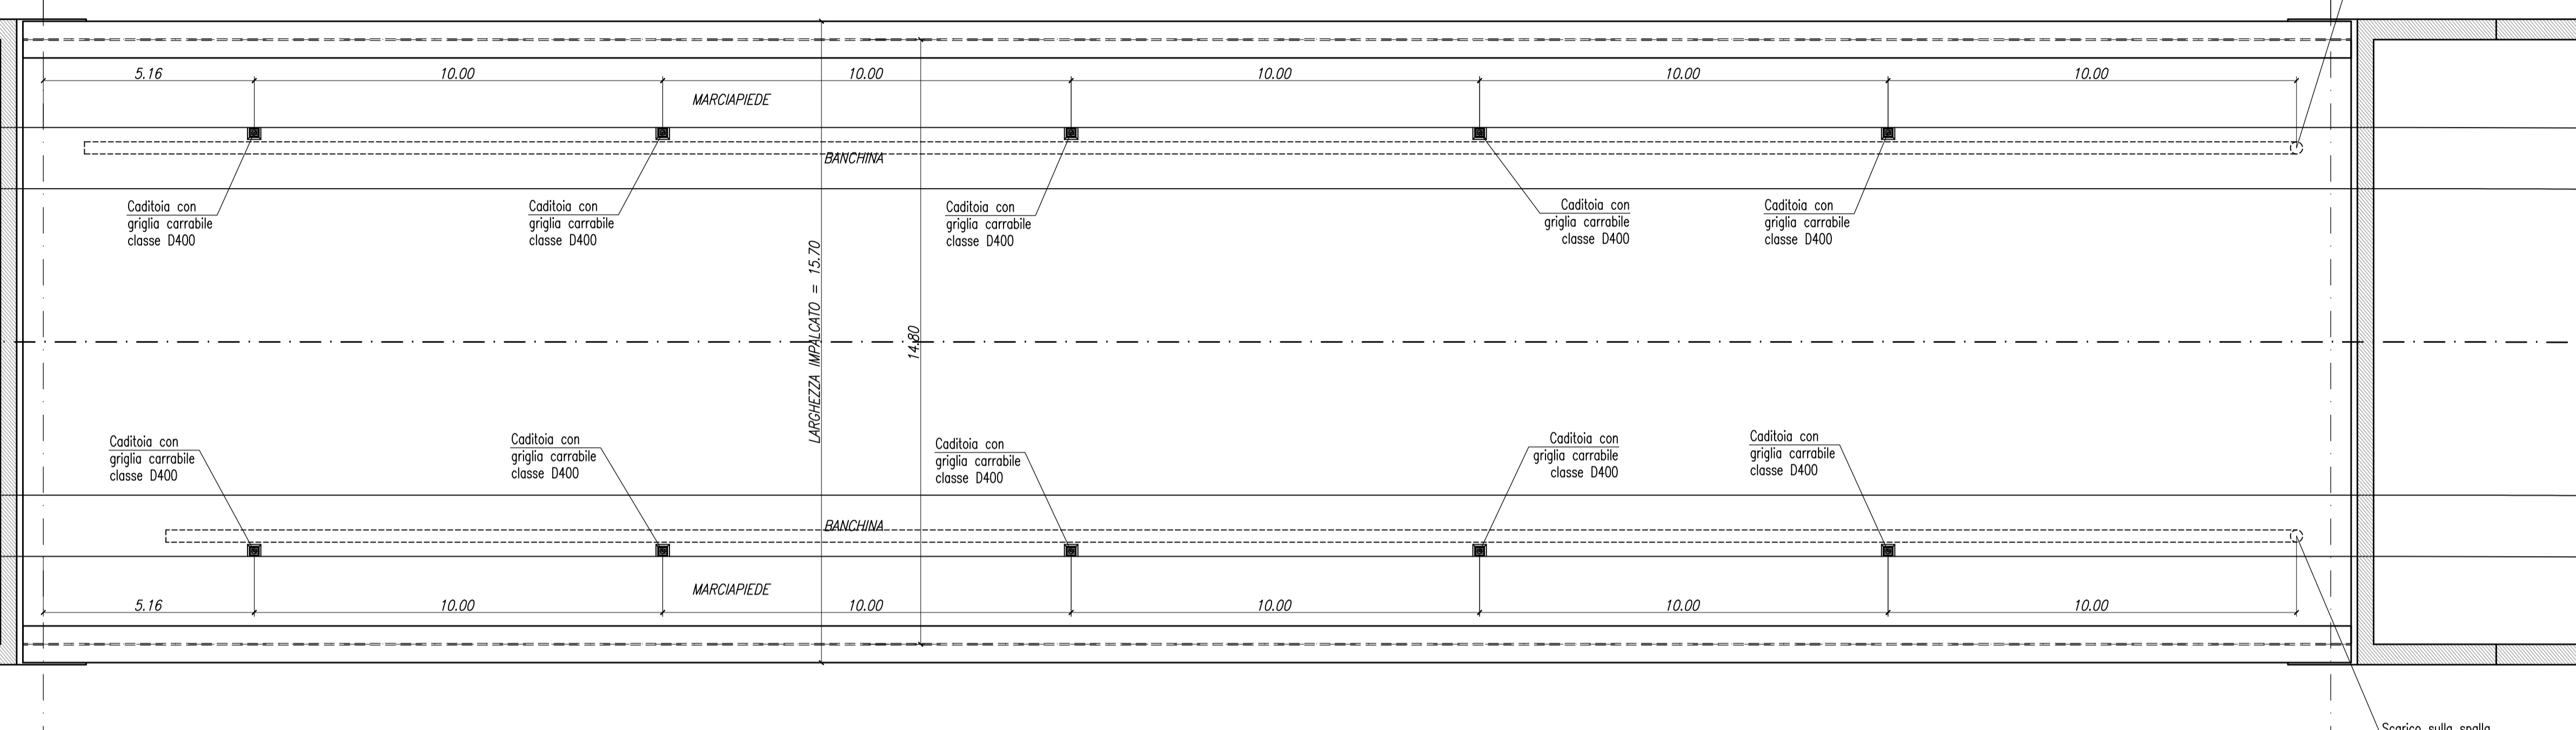 5.16
10.00
10.00
10.00
10.00
10.00
MARCIAPIEDE
BANCHINA
Caditoia con
griglia carrabile
classe D400
Caditoia con
griglia carrabile
classe D400
Caditoia con
griglia carrabile
classe D400
Caditoia con
griglia carrabile
classe D400
Caditoia con
griglia carrabile
classe D400
LARGHEZZA IMPALCATO = 15.70
14.80
Caditoia con
griglia carrabile
classe D400
Caditoia con
griglia carrabile
classe D400
Caditoia con
griglia carrabile
classe D400
Caditoia con
griglia carrabile
classe D400
Caditoia con
griglia carrabile
classe D400
BANCHINA
MARCIAPIEDE
5.16
10.00
10.00
10.00
10.00
10.00
Scarico sulla spalla